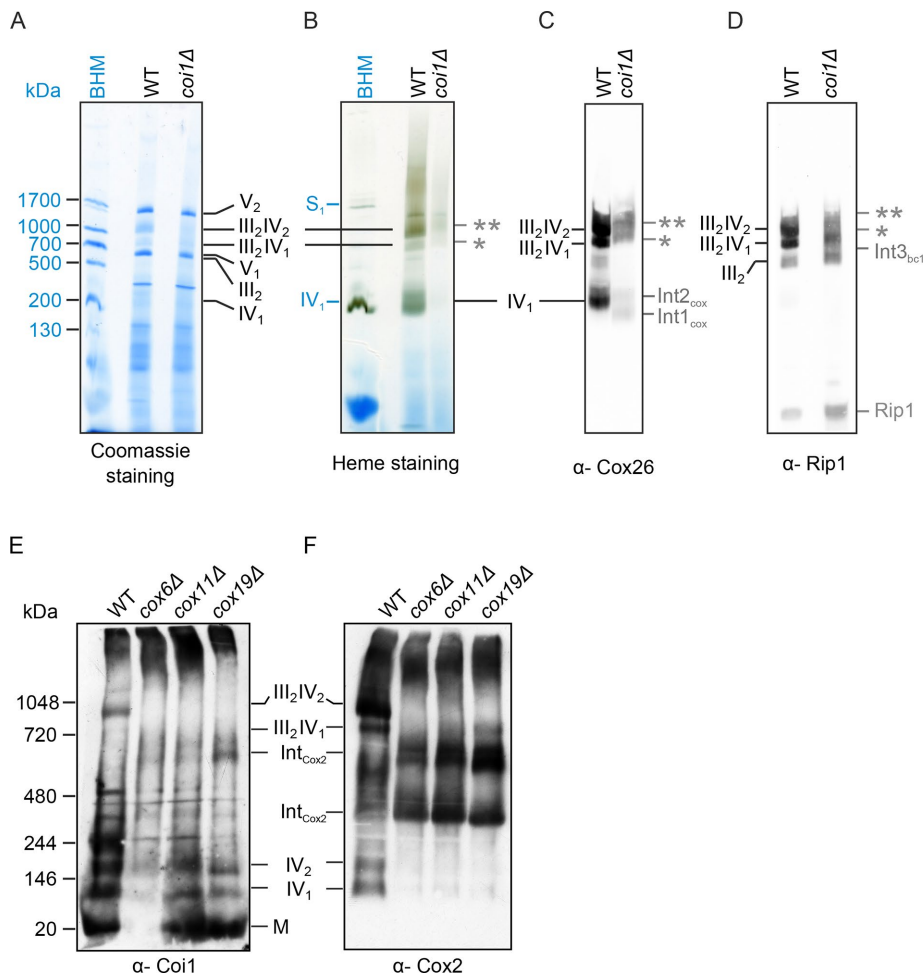 A
B
C
D
kDa
BHM
WT
coi1Δ
BHM
WT
coi1Δ
WT
coi1Δ
WT
coi1Δ
1700
1000
700
500
200
130
V₂
III₂IV₂
III₂IV₁
V₁
III₂
IV₁
S₁
IV₁
**
*
III₂IV₂
III₂IV₁
IV₁
**
*
Int2cox
Int1cox
III₂IV₂
III₂IV₁
III₂
**
*
Int3bc1
Rip1
Coomassie
staining
Heme staining
α- Cox26
α- Rip1
E
F
kDa
WT
cox6Δ
cox11Δ
cox19Δ
WT
cox6Δ
cox11Δ
cox19Δ
1048
720
480
244
146
20
III₂IV₂
III₂IV₁
IntCox2
IntCox2
IV₂
IV₁
M
α- Coi1
α- Cox2